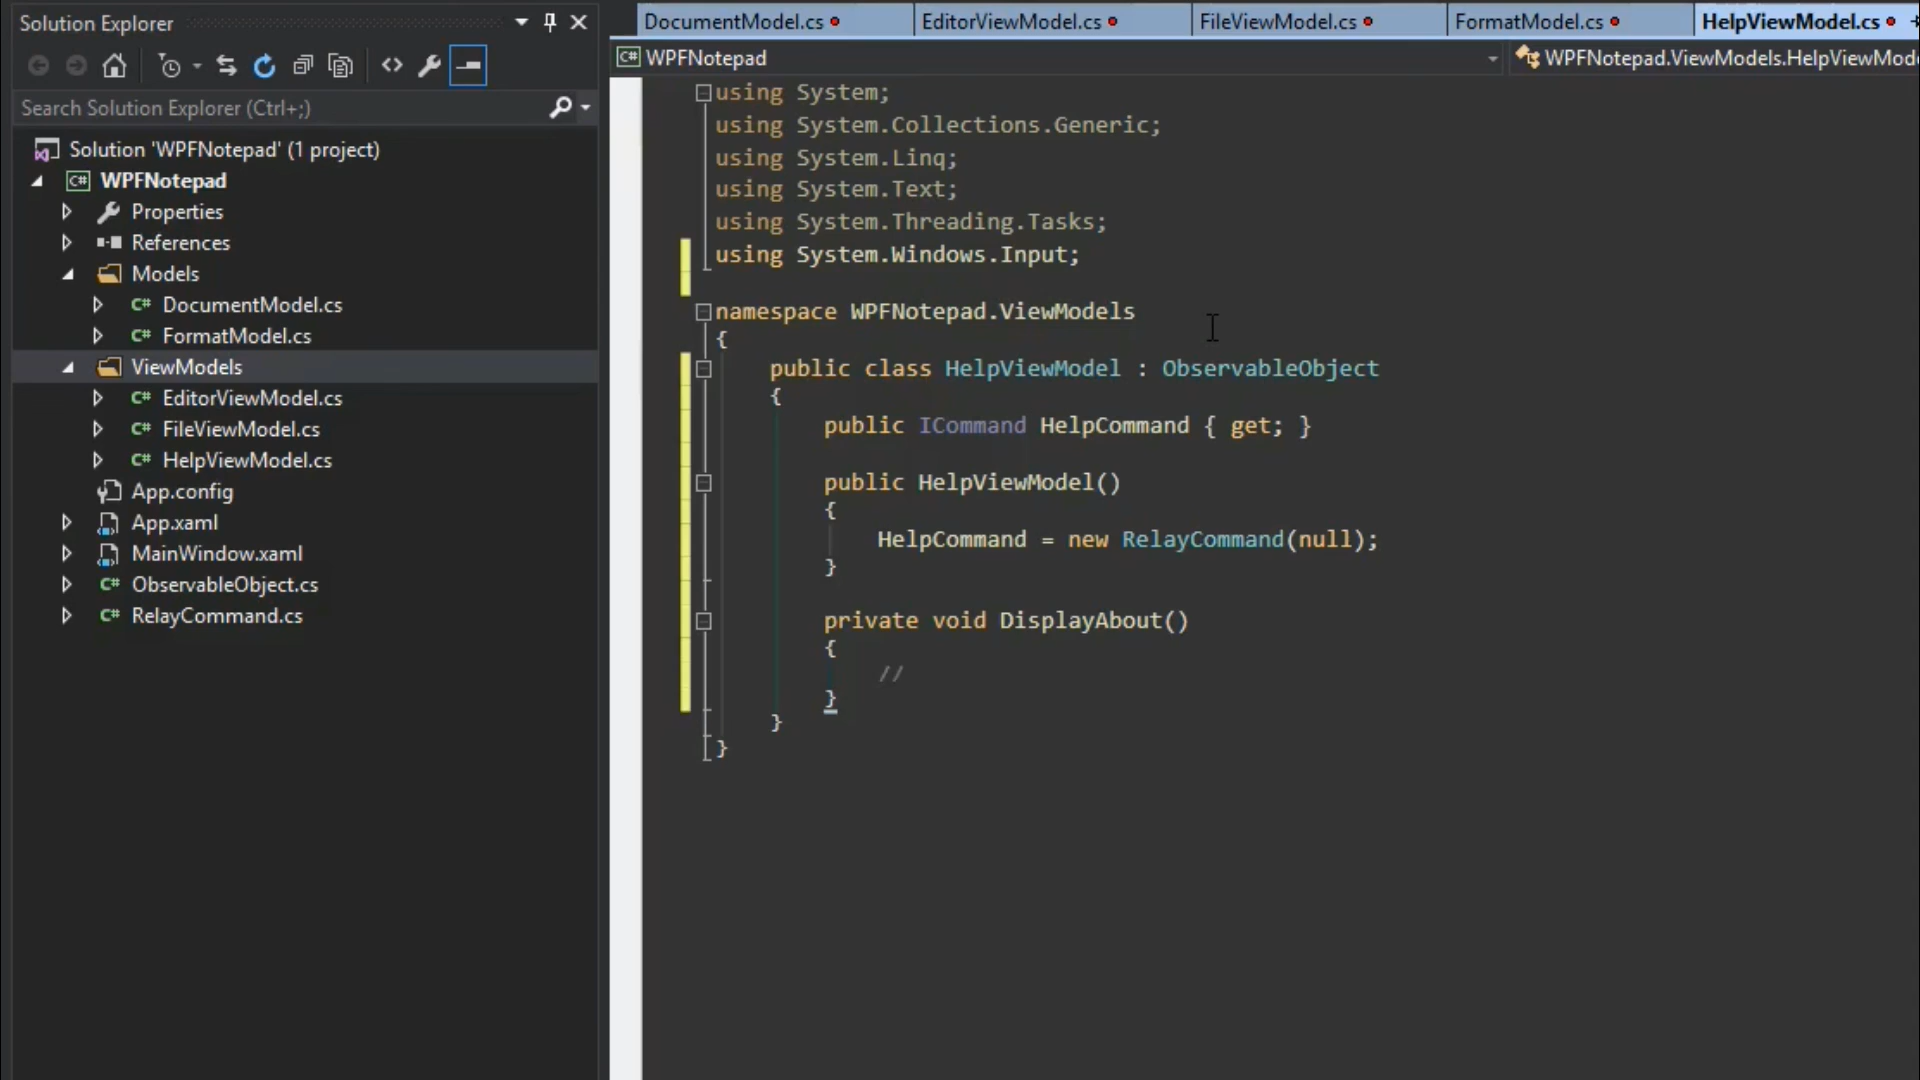 Solution Explorer
Search Solution Explorer (Ctrl+;)
Solution 'WPFNotepad' (1 project)
C# WPFNotepad
Properties
References
Models
C# DocumentModel.cs
C# FormatModel.cs
ViewModels
C# EditorViewModel.cs
C# FileViewModel.cs
C# HelpViewModel.cs
App.config
App.xaml
MainWindow.xaml
C# ObservableObject.cs
C# RelayCommand.cs
DocumentModel.cs
EditorViewModel.cs
FileViewModel.cs
FormatModel.cs
HelpViewModel.cs
C# WPFNotepad
WPFNotepad.ViewModels.HelpViewMod
using System;
using System.Collections.Generic;
using System.Linq;
using System.Text;
using System.Threading.Tasks;
using System.Windows.Input;
namespace WPFNotepad.ViewModels
{
public class HelpViewModel : ObservableObject
{
public ICommand HelpCommand { get; }
public HelpViewModel()
{
HelpCommand = new RelayCommand(null);
}
private void DisplayAbout()
{
//
}
}
}